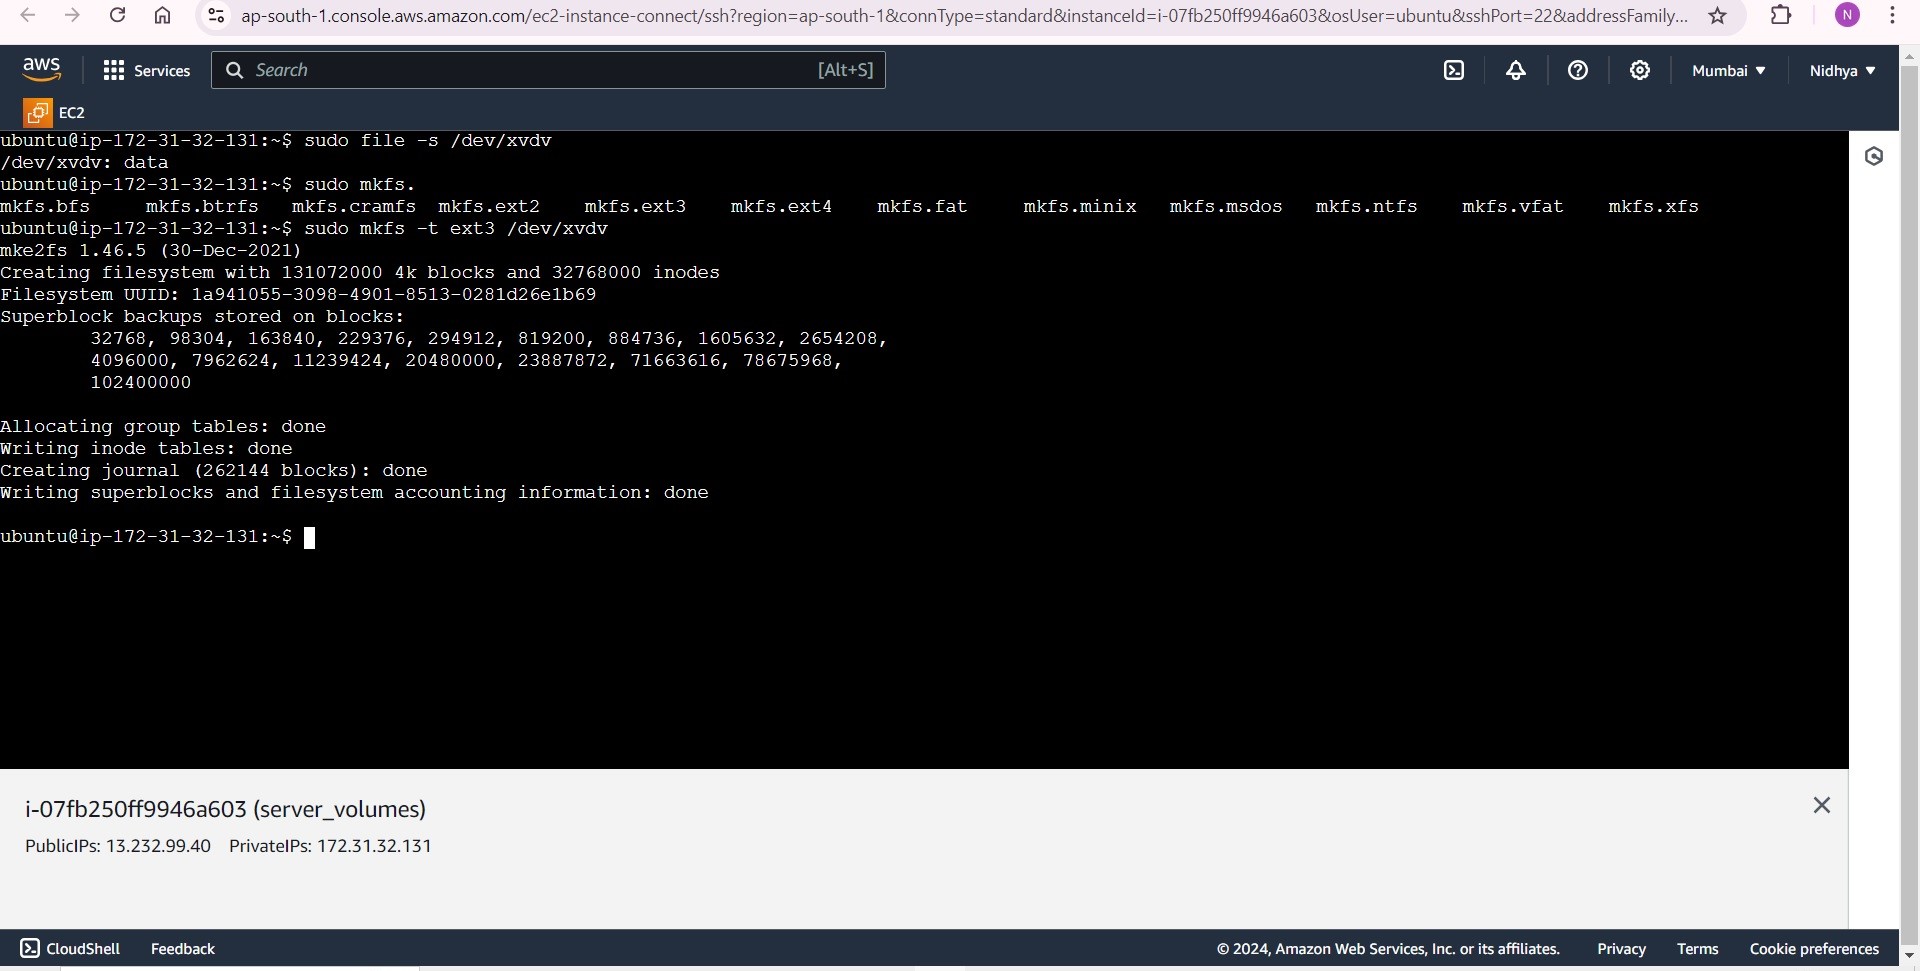 ap-south-1.console.aws.amazon.com/ec2-instance-connect/ssh?region=ap-south-1&connType=standard&instanceId=i-07fb250ff9946a603&osUser=ubuntu&sshPort=22&addressFamily...
N
aws Services Search [Alt+S] Mumbai Nidhya
EC2
ubuntu@ip-172-31-32-131:~$ sudo file -s /dev/xvdv
/dev/xvdv: data
ubuntu@ip-172-31-32-131:~$ sudo mkfs.
mkfs.bfs mkfs.btrfs mkfs.cramfs mkfs.ext2 mkfs.ext3 mkfs.ext4 mkfs.fat mkfs.minix mkfs.msdos mkfs.ntfs mkfs.vfat mkfs.xfs
ubuntu@ip-172-31-32-131:~$ sudo mkfs -t ext3 /dev/xvdv
mke2fs 1.46.5 (30-Dec-2021)
Creating filesystem with 131072000 4k blocks and 32768000 inodes
Filesystem UUID: 1a941055-3098-4901-8513-0281d26e1b69
Superblock backups stored on blocks:
32768, 98304, 163840, 229376, 294912, 819200, 884736, 1605632, 2654208,
4096000, 7962624, 11239424, 20480000, 23887872, 71663616, 78675968,
102400000
Allocating group tables: done
Writing inode tables: done
Creating journal (262144 blocks): done
Writing superblocks and filesystem accounting information: done
ubuntu@ip-172-31-32-131:~$
i-07fb250ff9946a603 (server_volumes)
PublicIPs: 13.232.99.40 PrivateIPs: 172.31.32.131
CloudShell Feedback © 2024, Amazon Web Services, Inc. or its affiliates. Privacy Terms Cookie preferences